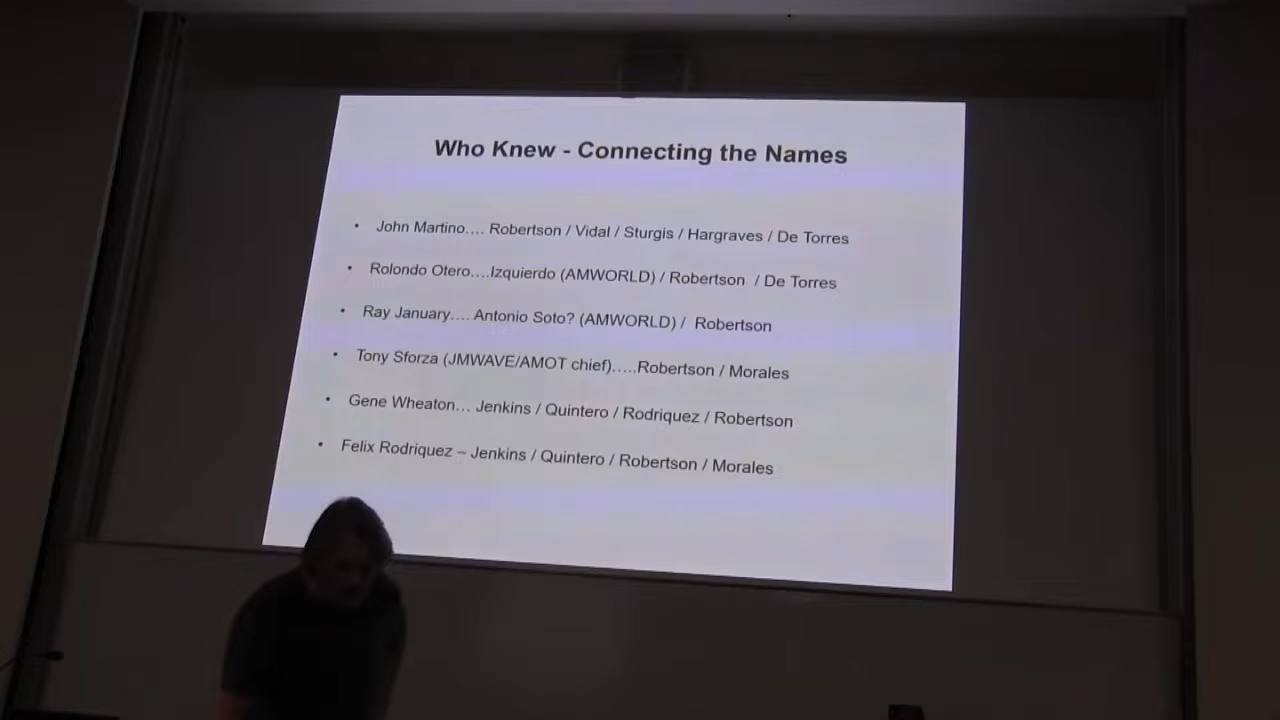 Who Knew - Connecting the Names
• John Martino.... Robertson / Vidal / Sturgis / Hargraves / De Torres
• Rolondo Otero....Izquierdo (AMWORLD) / Robertson / De Torres
• Ray January.... Antonio Soto? (AMWORLD) / Robertson
• Tony Sforza (JMWAVE/AMOT chief).....Robertson / Morales
• Gene Wheaton... Jenkins / Quintero / Rodriquez / Robertson
• Felix Rodriquez – Jenkins / Quintero / Robertson / Morales